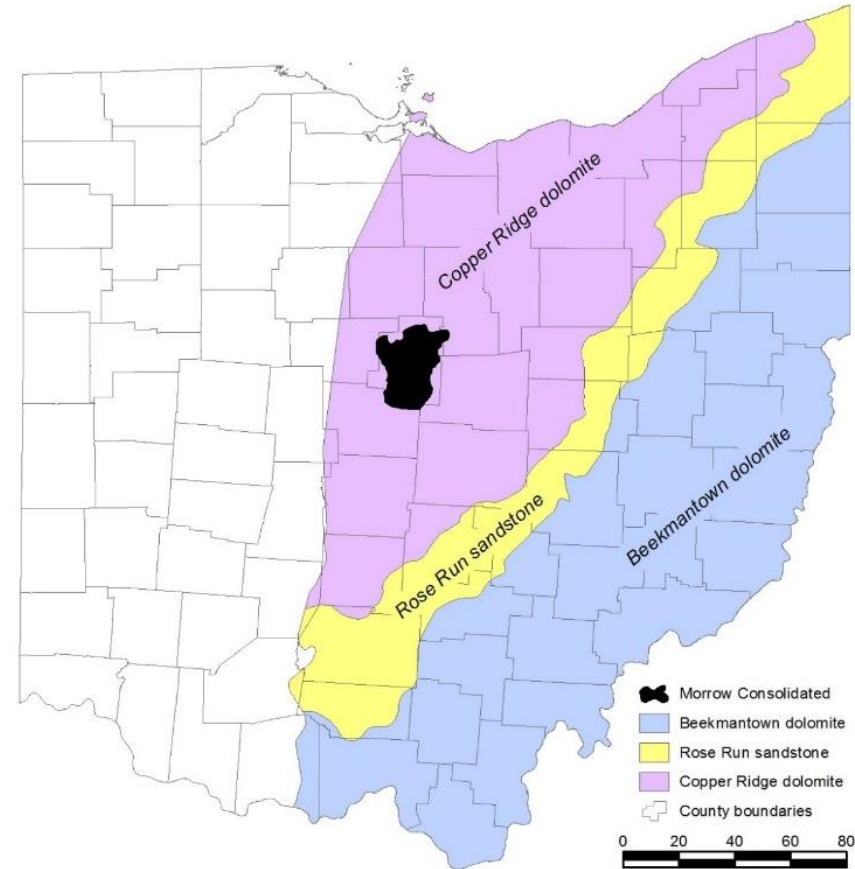 Copper Ridge dolomite
Rose Run sandstone
Beekmantown dolomite
Morrow Consolidated
Beekmantown dolomite
Rose Run sandstone
Copper Ridge dolomite
County boundaries
0 20 40 60 80